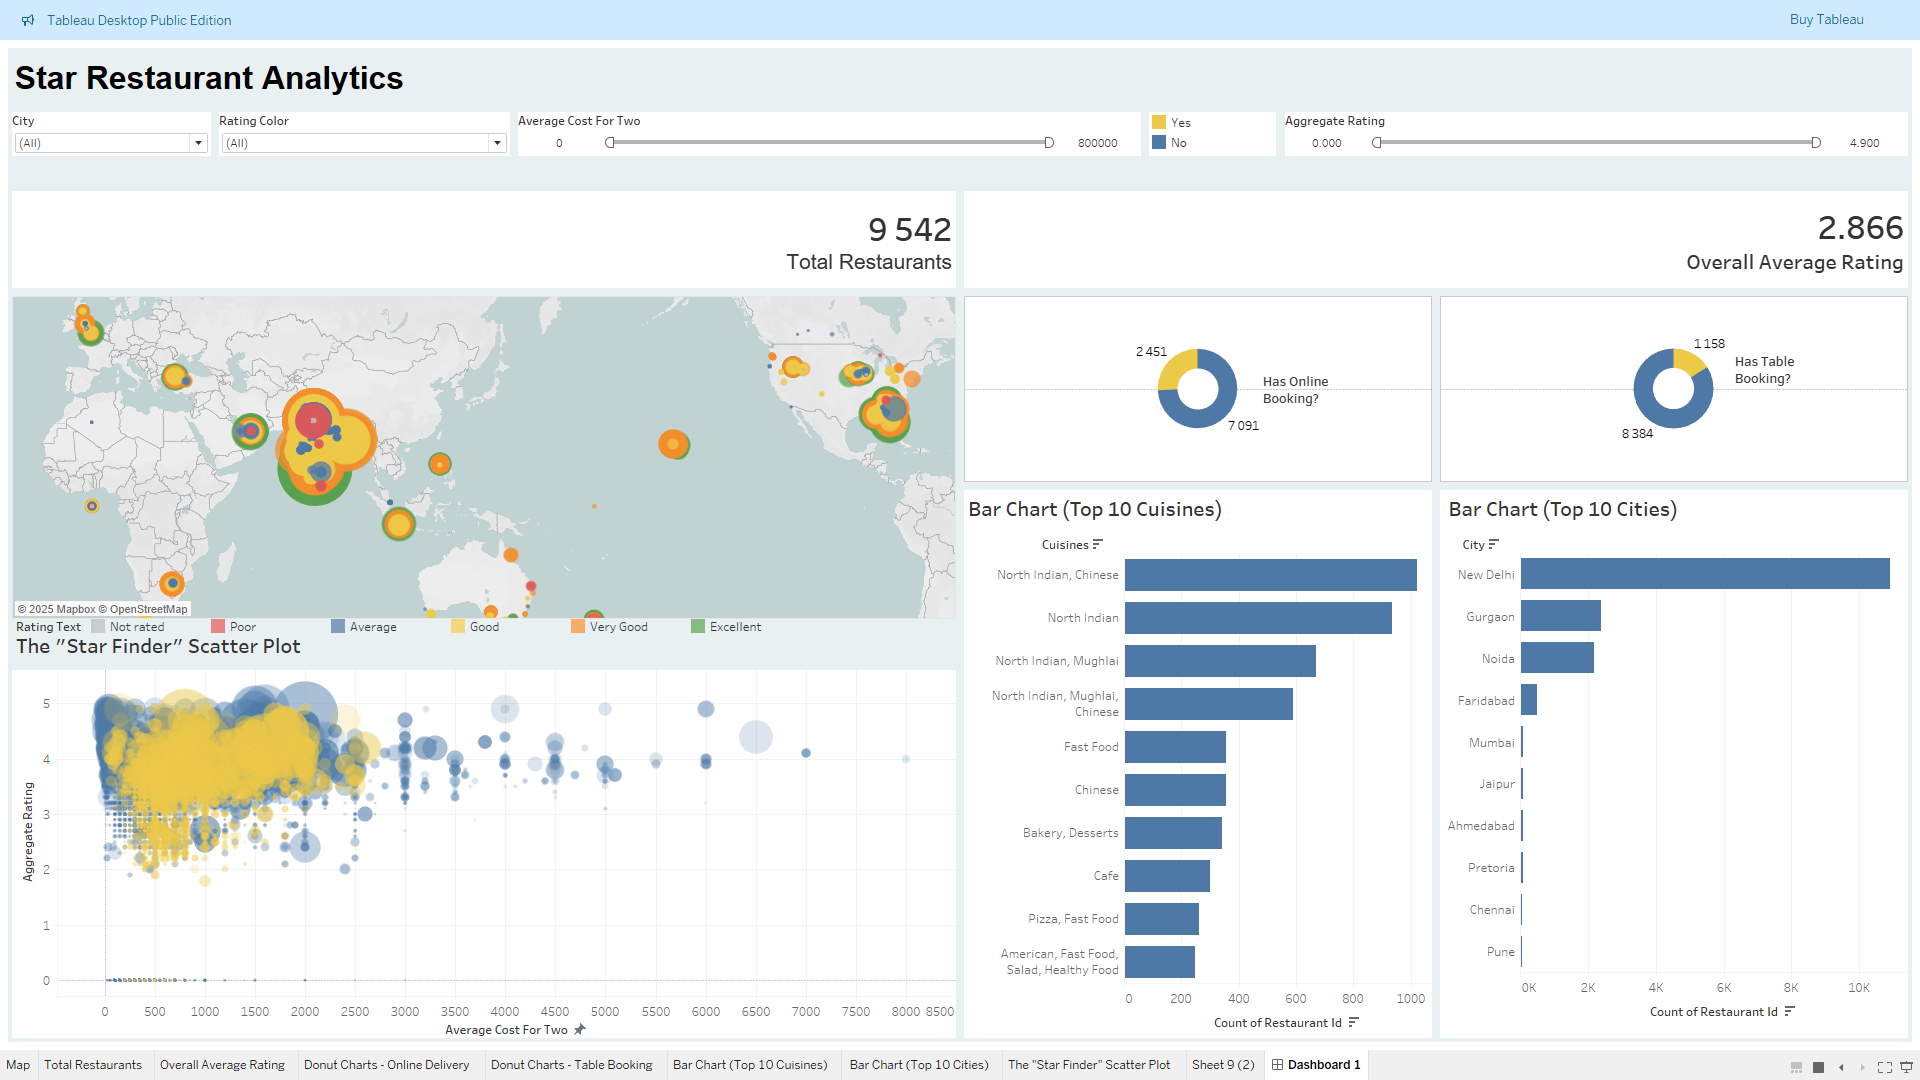 Tableau Desktop Public Edition
Buy Tableau
Star Restaurant Analytics
City
(All)
Rating Color
(All)
Average Cost For Two
0
800000
Yes
No
Aggregate Rating
0.000
4.900
9 542
Total Restaurants
2.866
Overall Average Rating
© 2025 Mapbox © OpenStreetMap
Rating Text
Not rated
Poor
Average
Good
Very Good
Excellent
2 451
7 091
Has Online
Booking?
1 158
8 384
Has Table
Booking?
The "Star Finder" Scatter Plot
Aggregate Rating
5
4
3
2
1
0
0
500
1000
1500
2000
2500
3000
3500
4000
4500
5000
5500
6000
6500
7000
7500
8000
8500
Average Cost For Two
Bar Chart (Top 10 Cuisines)
Cuisines
North Indian, Chinese
North Indian
North Indian, Mughlai
North Indian, Mughlai,
Chinese
Fast Food
Chinese
Bakery, Desserts
Cafe
Pizza, Fast Food
American, Fast Food,
Salad, Healthy Food
0
200
400
600
800
1000
Count of Restaurant Id
Bar Chart (Top 10 Cities)
City
New Delhi
Gurgaon
Noida
Faridabad
Mumbai
Jaipur
Ahmedabad
Pretoria
Chennai
Pune
0K
2K
4K
6K
8K
10K
Count of Restaurant Id
Map
Total Restaurants
Overall Average Rating
Donut Charts - Online Delivery
Donut Charts - Table Booking
Bar Chart (Top 10 Cuisines)
Bar Chart (Top 10 Cities)
The "Star Finder" Scatter Plot
Sheet 9 (2)
Dashboard 1